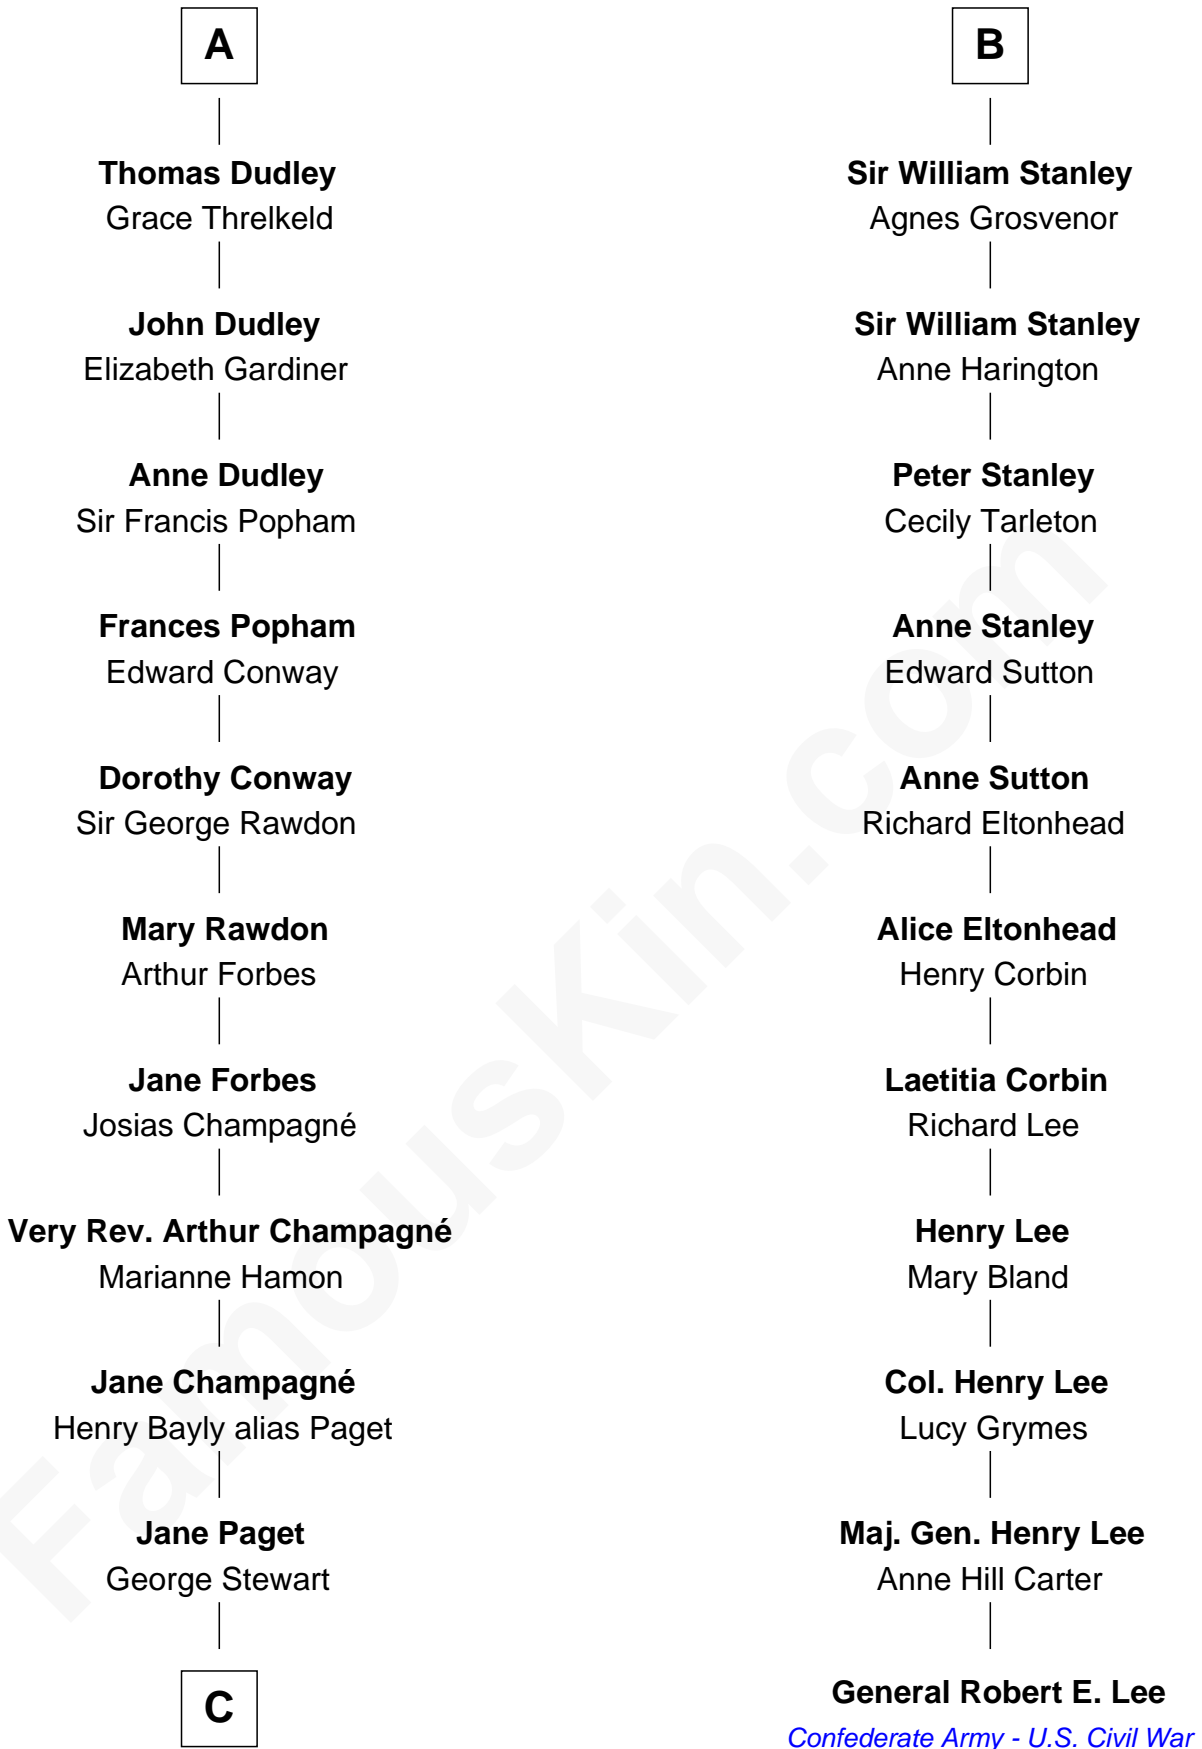 A
Thomas Dudley
Grace Threlkeld
John Dudley
Elizabeth Gardiner
Anne Dudley
Sir Francis Popham
Frances Popham
Edward Conway
Dorothy Conway
Sir George Rawdon
Mary Rawdon
Arthur Forbes
Jane Forbes
Josias Champagné
Very Rev. Arthur Champagné
Marianne Hamon
Jane Champagné
Henry Bayly alias Paget
Jane Paget
George Stewart
C
B
Sir William Stanley
Agnes Grosvenor
Sir William Stanley
Anne Harington
Peter Stanley
Cecily Tarleton
Anne Stanley
Edward Sutton
Anne Sutton
Richard Eltonhead
Alice Eltonhead
Henry Corbin
Laetitia Corbin
Richard Lee
Henry Lee
Mary Bland
Col. Henry Lee
Lucy Grymes
Maj. Gen. Henry Lee
Anne Hill Carter
General Robert E. Lee
Confederate Army - U.S. Civil War
FamousKin.com